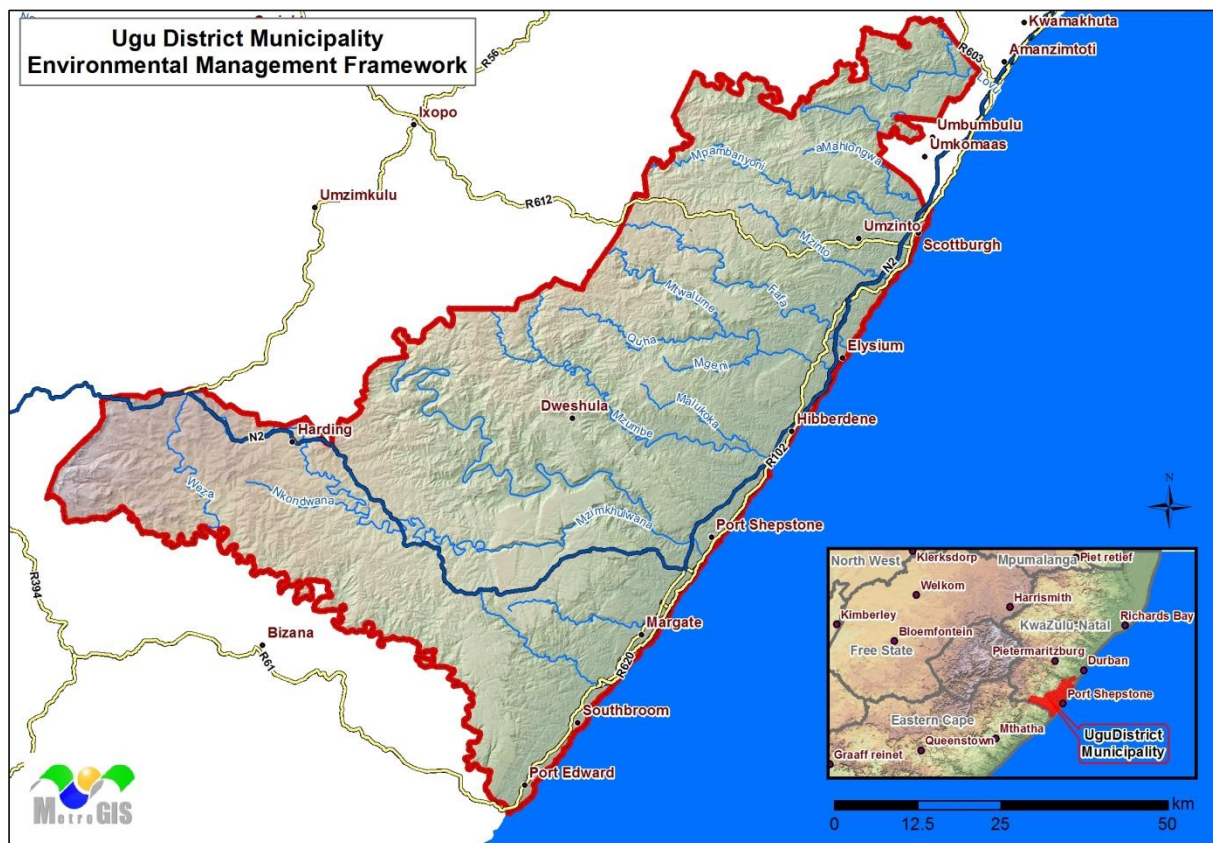 Ugu District Municipality
Environmental Management Framework
Kwamakhuta
Amanzimtoti
R603
Lovu
R56
Ixopo
Umbumbulu
Umkomaas
aMahlongwa
Mpambanyoni
Umzimkulu
R612
Umzinto
Mzinto
Scottburgh
N2
Fafa
Mtwalume
Quha
Mgeni
Elysium
Malukoka
Dweshula
Mzumbe
Hibberdene
R102
Harding
N2
Weza
Nkondwana
Mzimkhulwana
Port Shepstone
N
R394
Bizana
R61
Margate
R620
Southbroom
Port Edward
MetroGIS
North West
Klerksdorp
Mpumalanga
Piet retief
Welkom
Harrismith
Kimberley
Richards Bay
KwaZulu-Natal
Bloemfontein
Free State
Pietermaritzburg
Durban
Port Shepstone
Eastern Cape
Mthatha
Queenstown
UguDistrict
Municipality
Graaff reinet
km
0 12.5 25 50